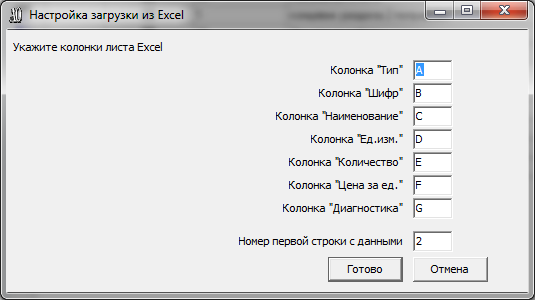 Настройка загрузки из Excel
Укажите колонки листа Excel
Колонка "Тип" A
Колонка "Шифр" B
Колонка "Наименование" C
Колонка "Ед.изм." D
Колонка "Количество" E
Колонка "Цена за ед." F
Колонка "Диагностика" G
Номер первой строки с данными 2
Готово Отмена